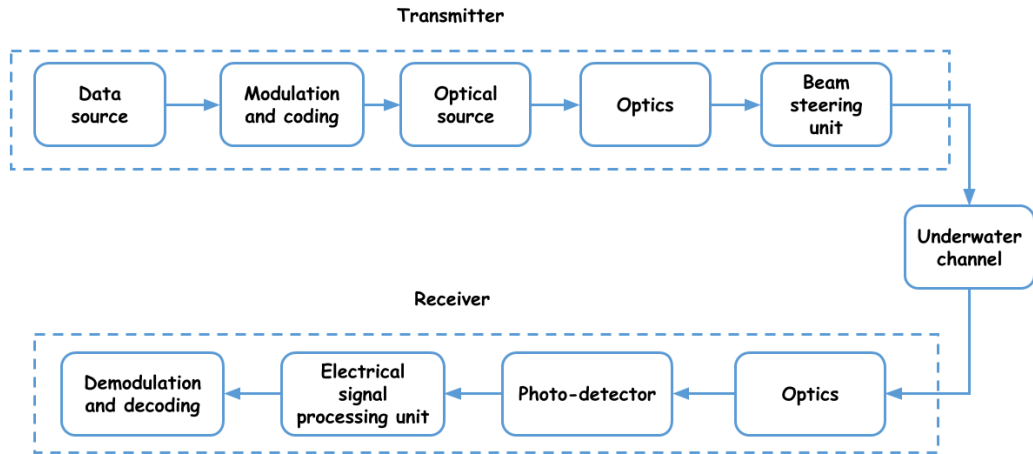 Transmitter
Data
source
Modulation
and coding
Optical
source
Optics
Beam
steering
unit
Underwater
channel
Receiver
Demodulation
and decoding
Electrical
signal
processing unit
Photo-detector
Optics